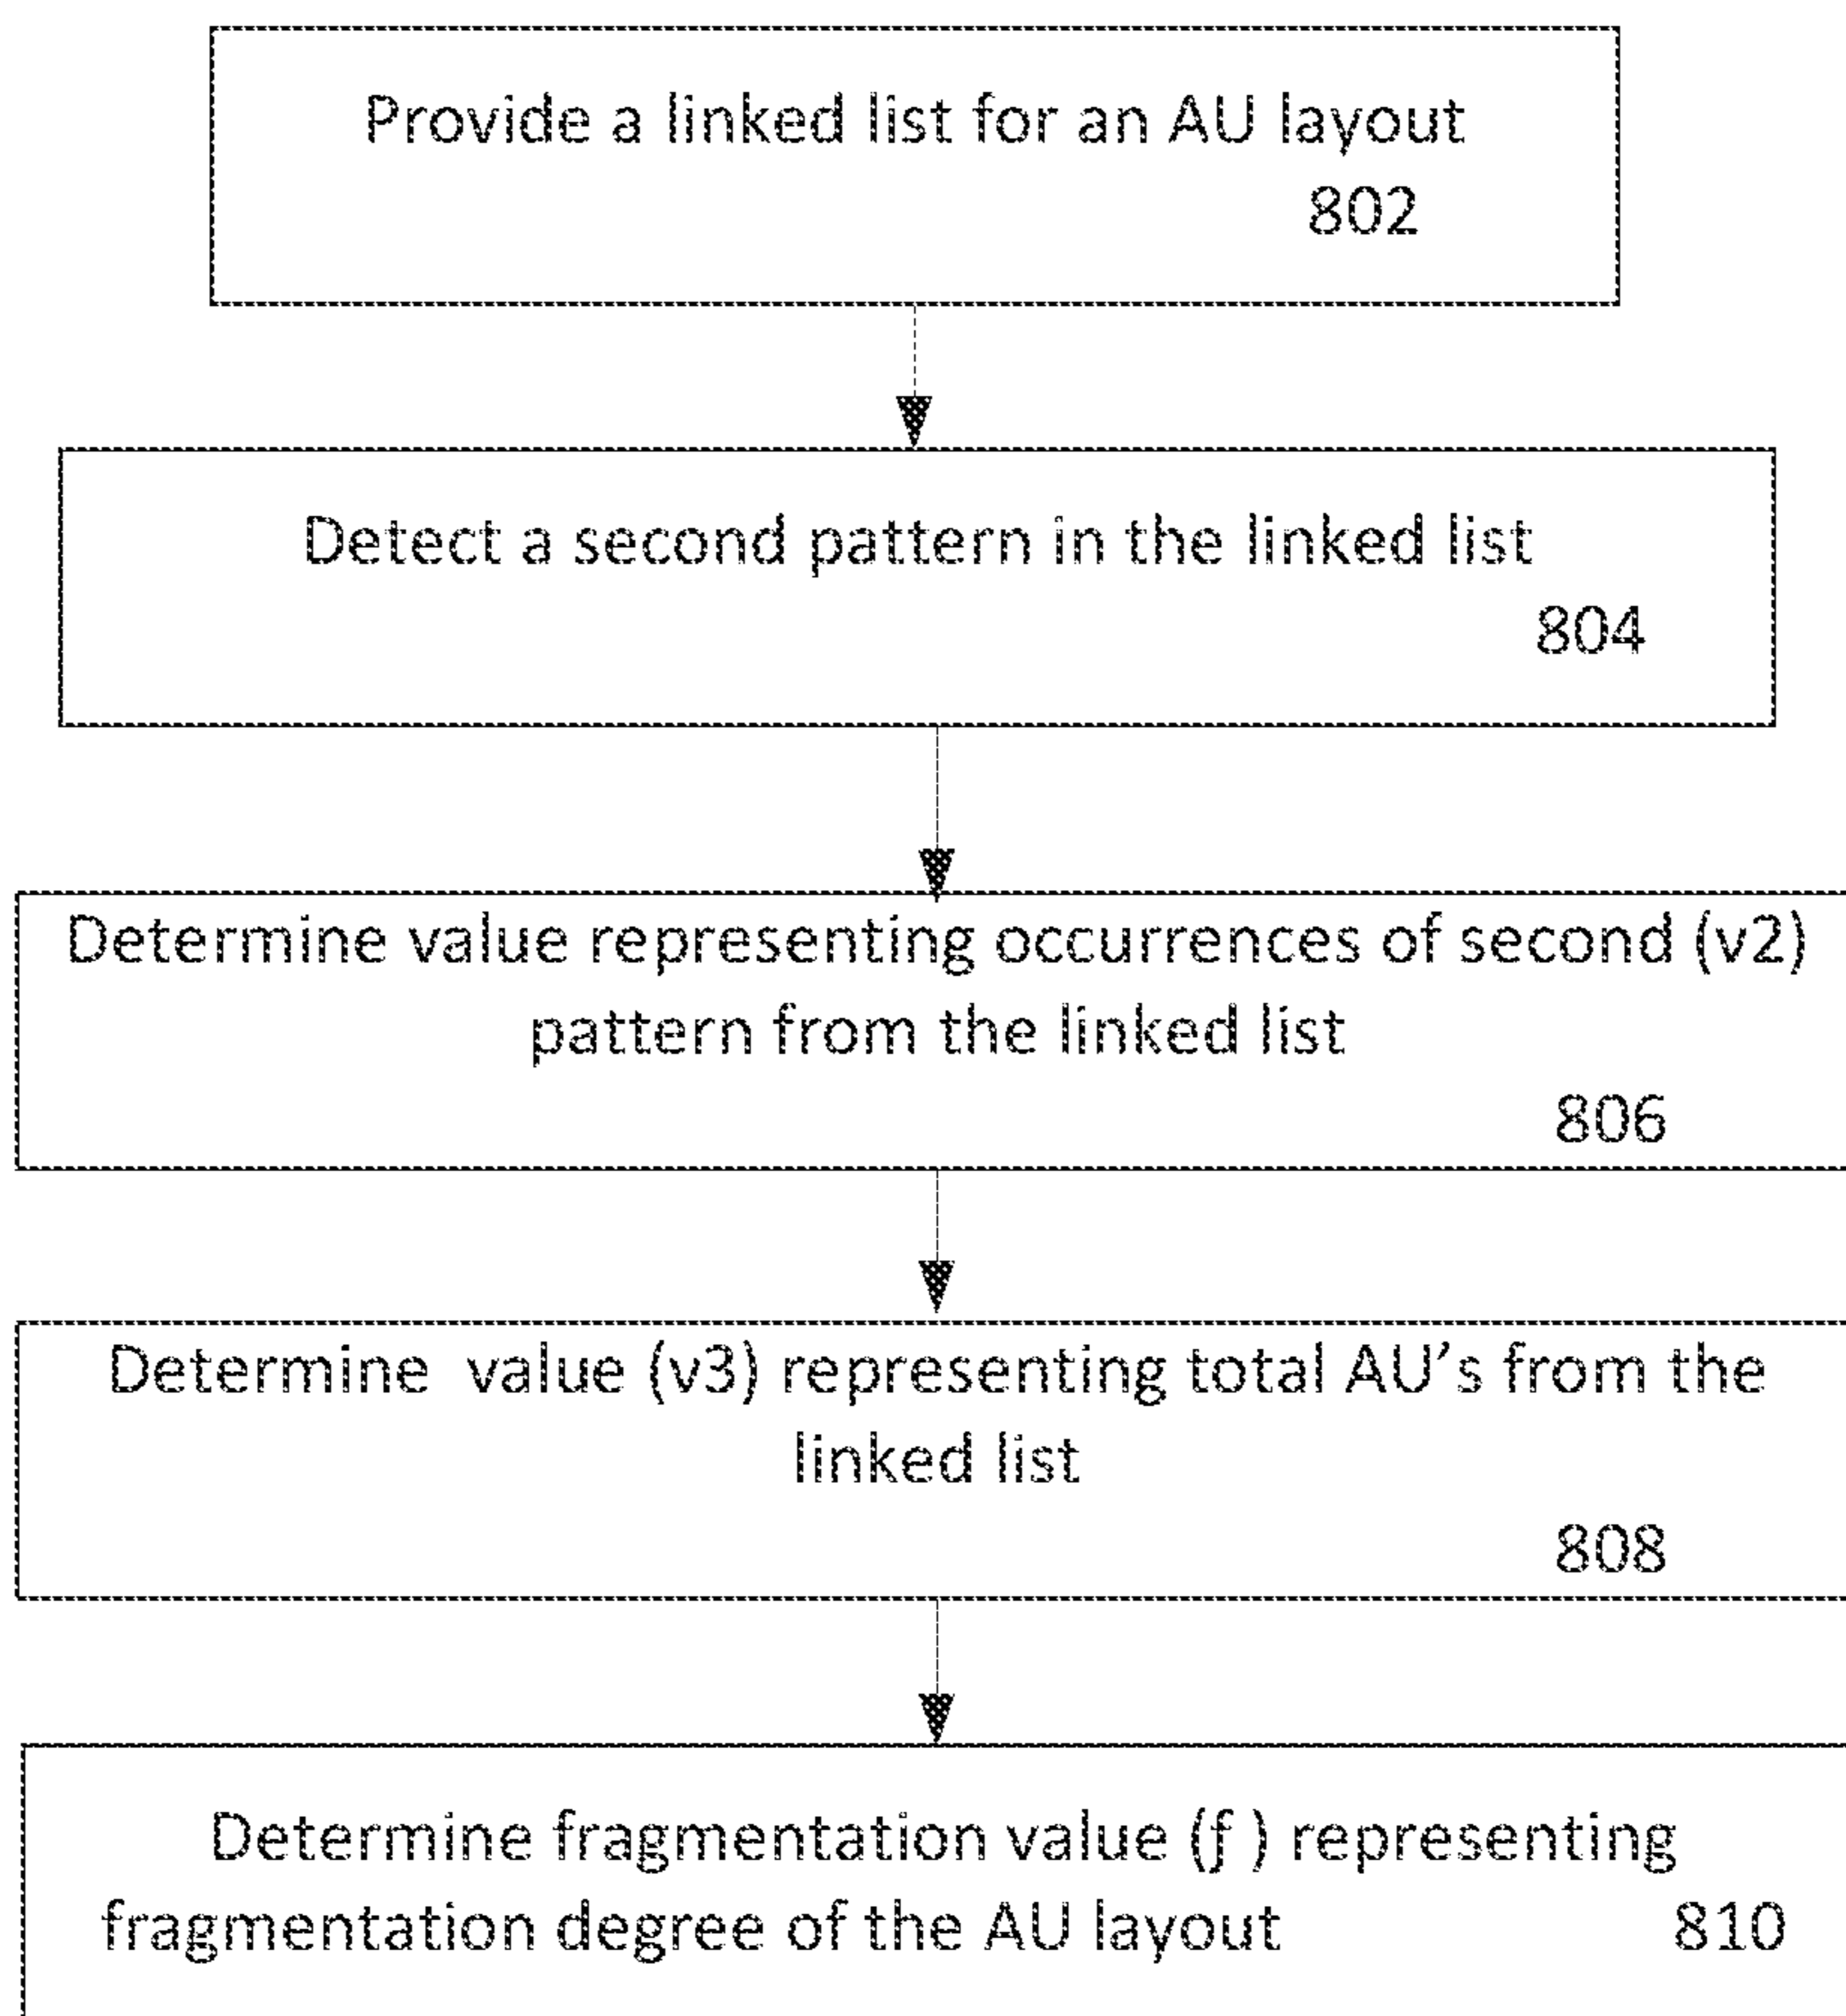 Provide a linked list for an AU layout
802
Detect a second pattern in the linked list
804
Determine value representing occurrences of second (v2)
pattern from the linked list
806
Determine  value (v3) representing total AU's from the
linked list
808
Determine fragmentation value (ƒ ) representing
fragmentation degree of the AU layout 810